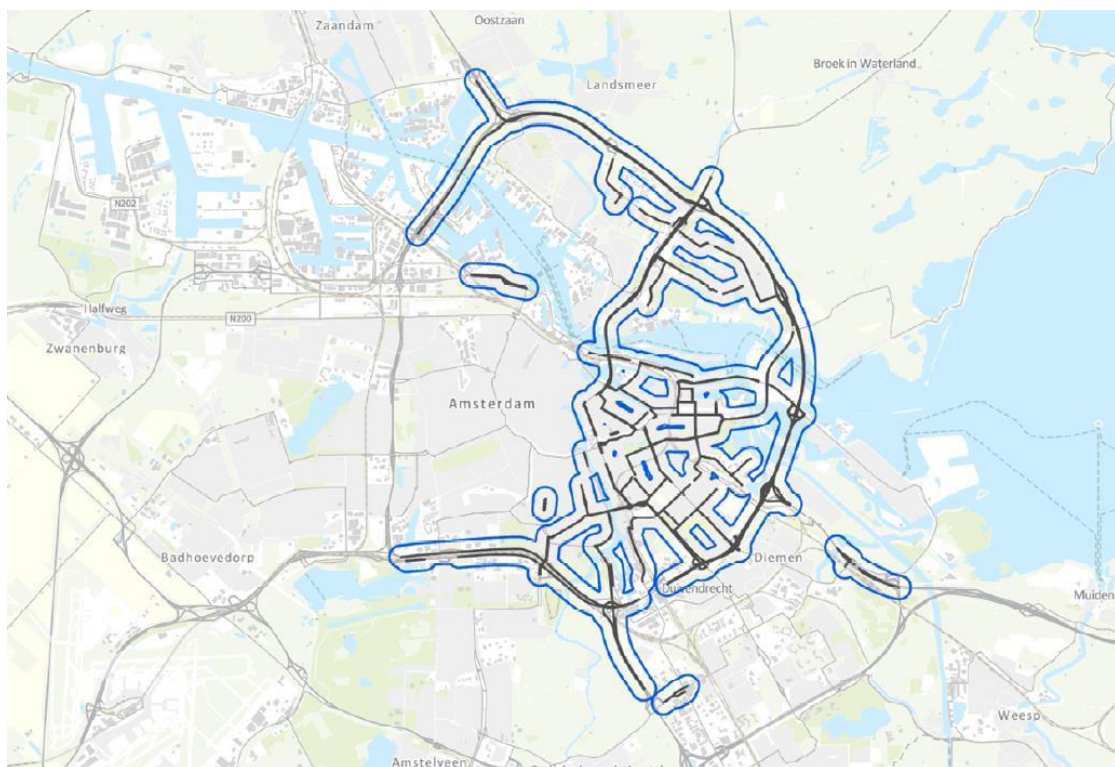 Zaandam
Oostzaan
Landsmeer
Broek in Waterland
N202
Halfweg
N200
Zwanenburg
Amsterdam
Badhoevedorp
Diemen
Duivendrecht
Muiden
Weesp
Amstelveen